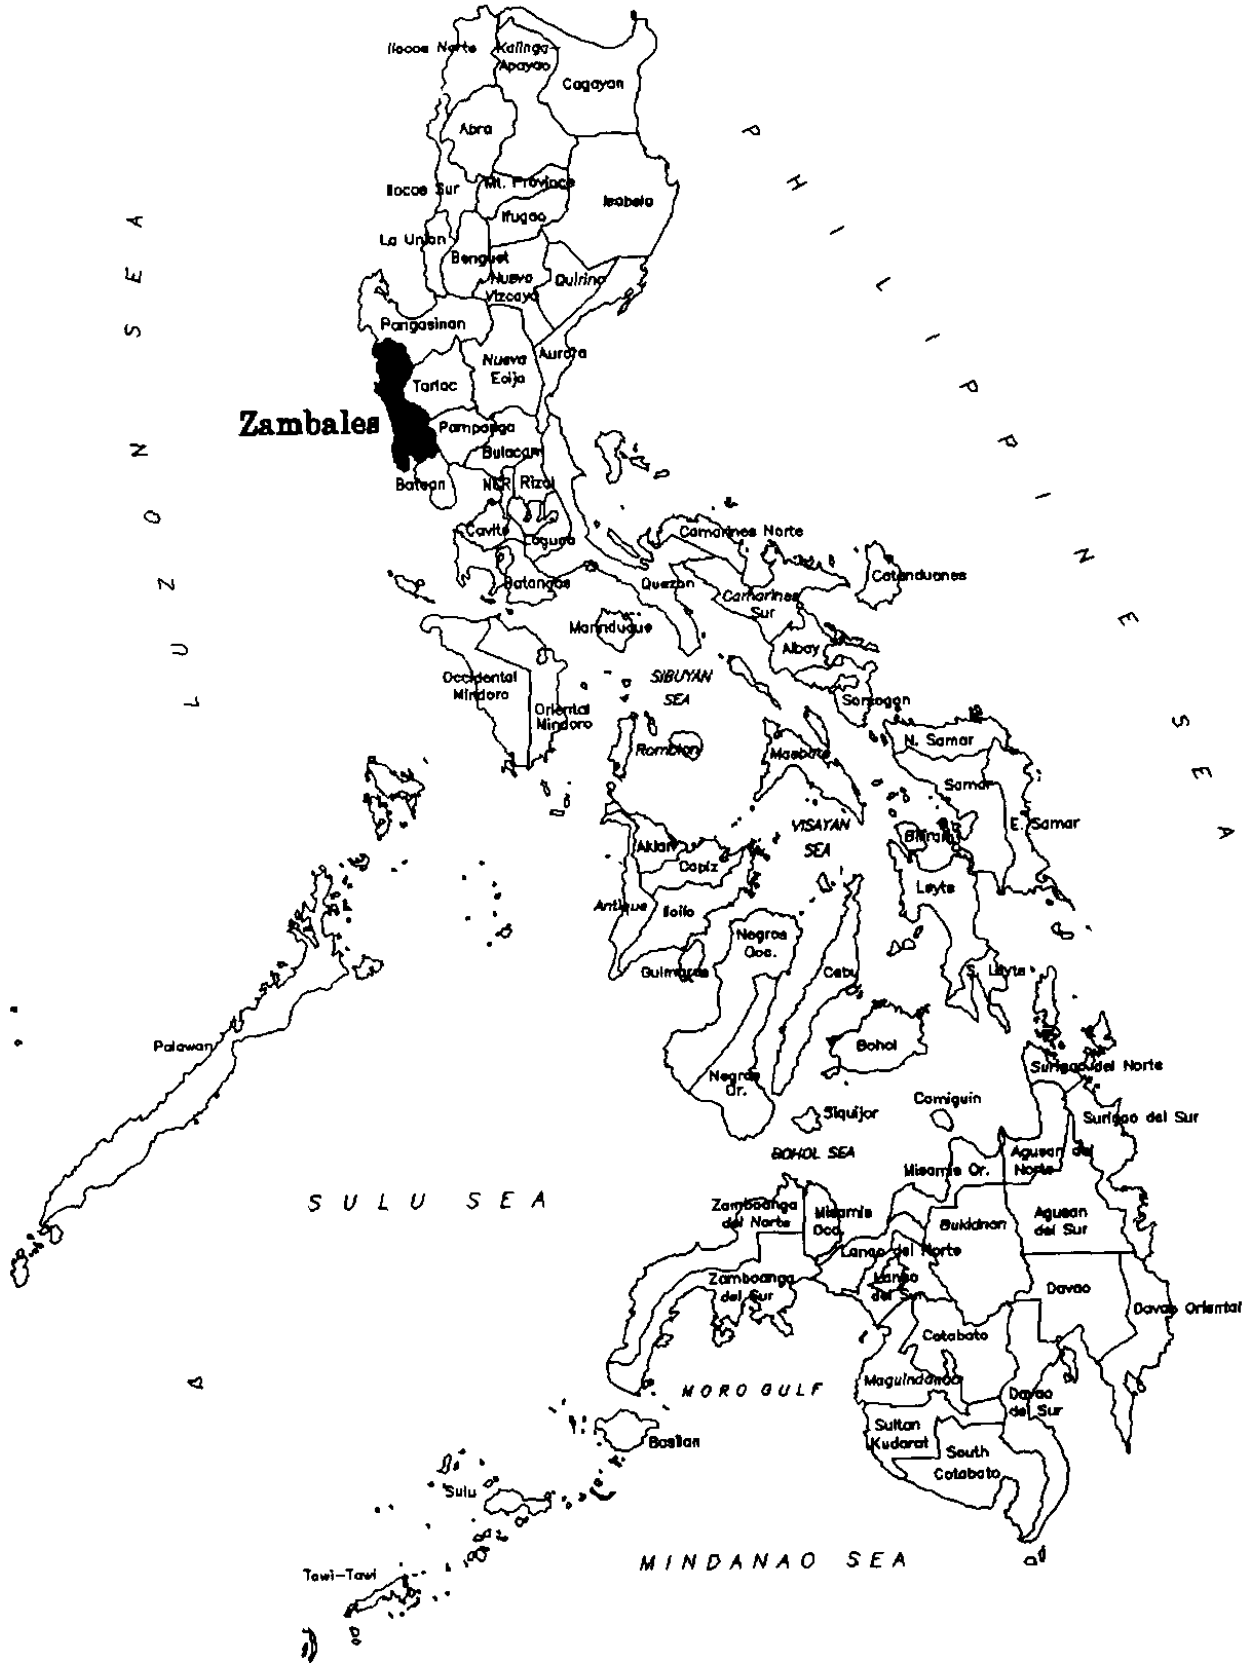 Ilocos Norte
Kalinga-
Apayao
Cagayan
Abra
Ilocos Sur
Mt. Province
Ifugao
Isabela
La Union
Benguet
Nueva
Vizcaya
Quirino
Pangasinan
Aurora
Nueva
Ecija
Tarlac
Zambales
Pampanga
Bulacan
Bataan
NCR
Rizal
Cavite
Laguna
Batangas
Quezon
Camarines Norte
Camarines
Sur
Catanduanes
Marinduque
Albay
Sorsogon
Occidental
Mindoro
Oriental
Mindoro
SIBUYAN
SEA
Romblon
Masbate
N. Samar
Samar
E. Samar
VISAYAN
SEA
Biliran
Aklan
Capiz
Antique
Iloilo
Leyte
Guimaras
Negros
Occ.
Cebu
S. Leyte
Palawan
Bohol
Negros
Or.
Siquijor
Camiguin
Surigao del Norte
Surigao del Sur
BOHOL SEA
Misamis Or.
Agusan del
Norte
SULU SEA
Zamboanga
del Norte
Misamis
Occ.
Bukidnon
Agusan
del Sur
Lanao del Norte
Lanao
del Sur
Zamboanga
del Sur
Davao
Davao Oriental
Cotabato
Maguindanao
MORO GULF
Davao
del Sur
Sultan
Kudarat
South
Cotabato
Basilan
Sulu
MINDANAO SEA
Tawi-Tawi
LUZON SEA
PHILIPPINE SEA